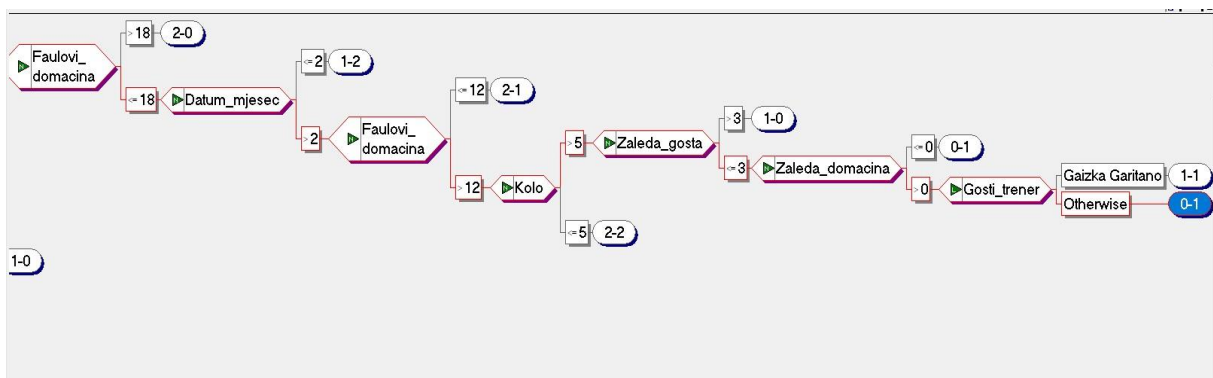 >18
2-0
Faulovi_
domacina
<=18
Datum_mjesec
<=2
1-2
>2
Faulovi_
domacina
<=12
2-1
>12
Kolo
>5
Zaleda_gosta
>3
1-0
<=3
Zaleda_domacina
<=0
0-1
>0
Gosti_trener
Gaizka Garitano
1-1
Otherwise
0-1
<=5
2-2
1-0